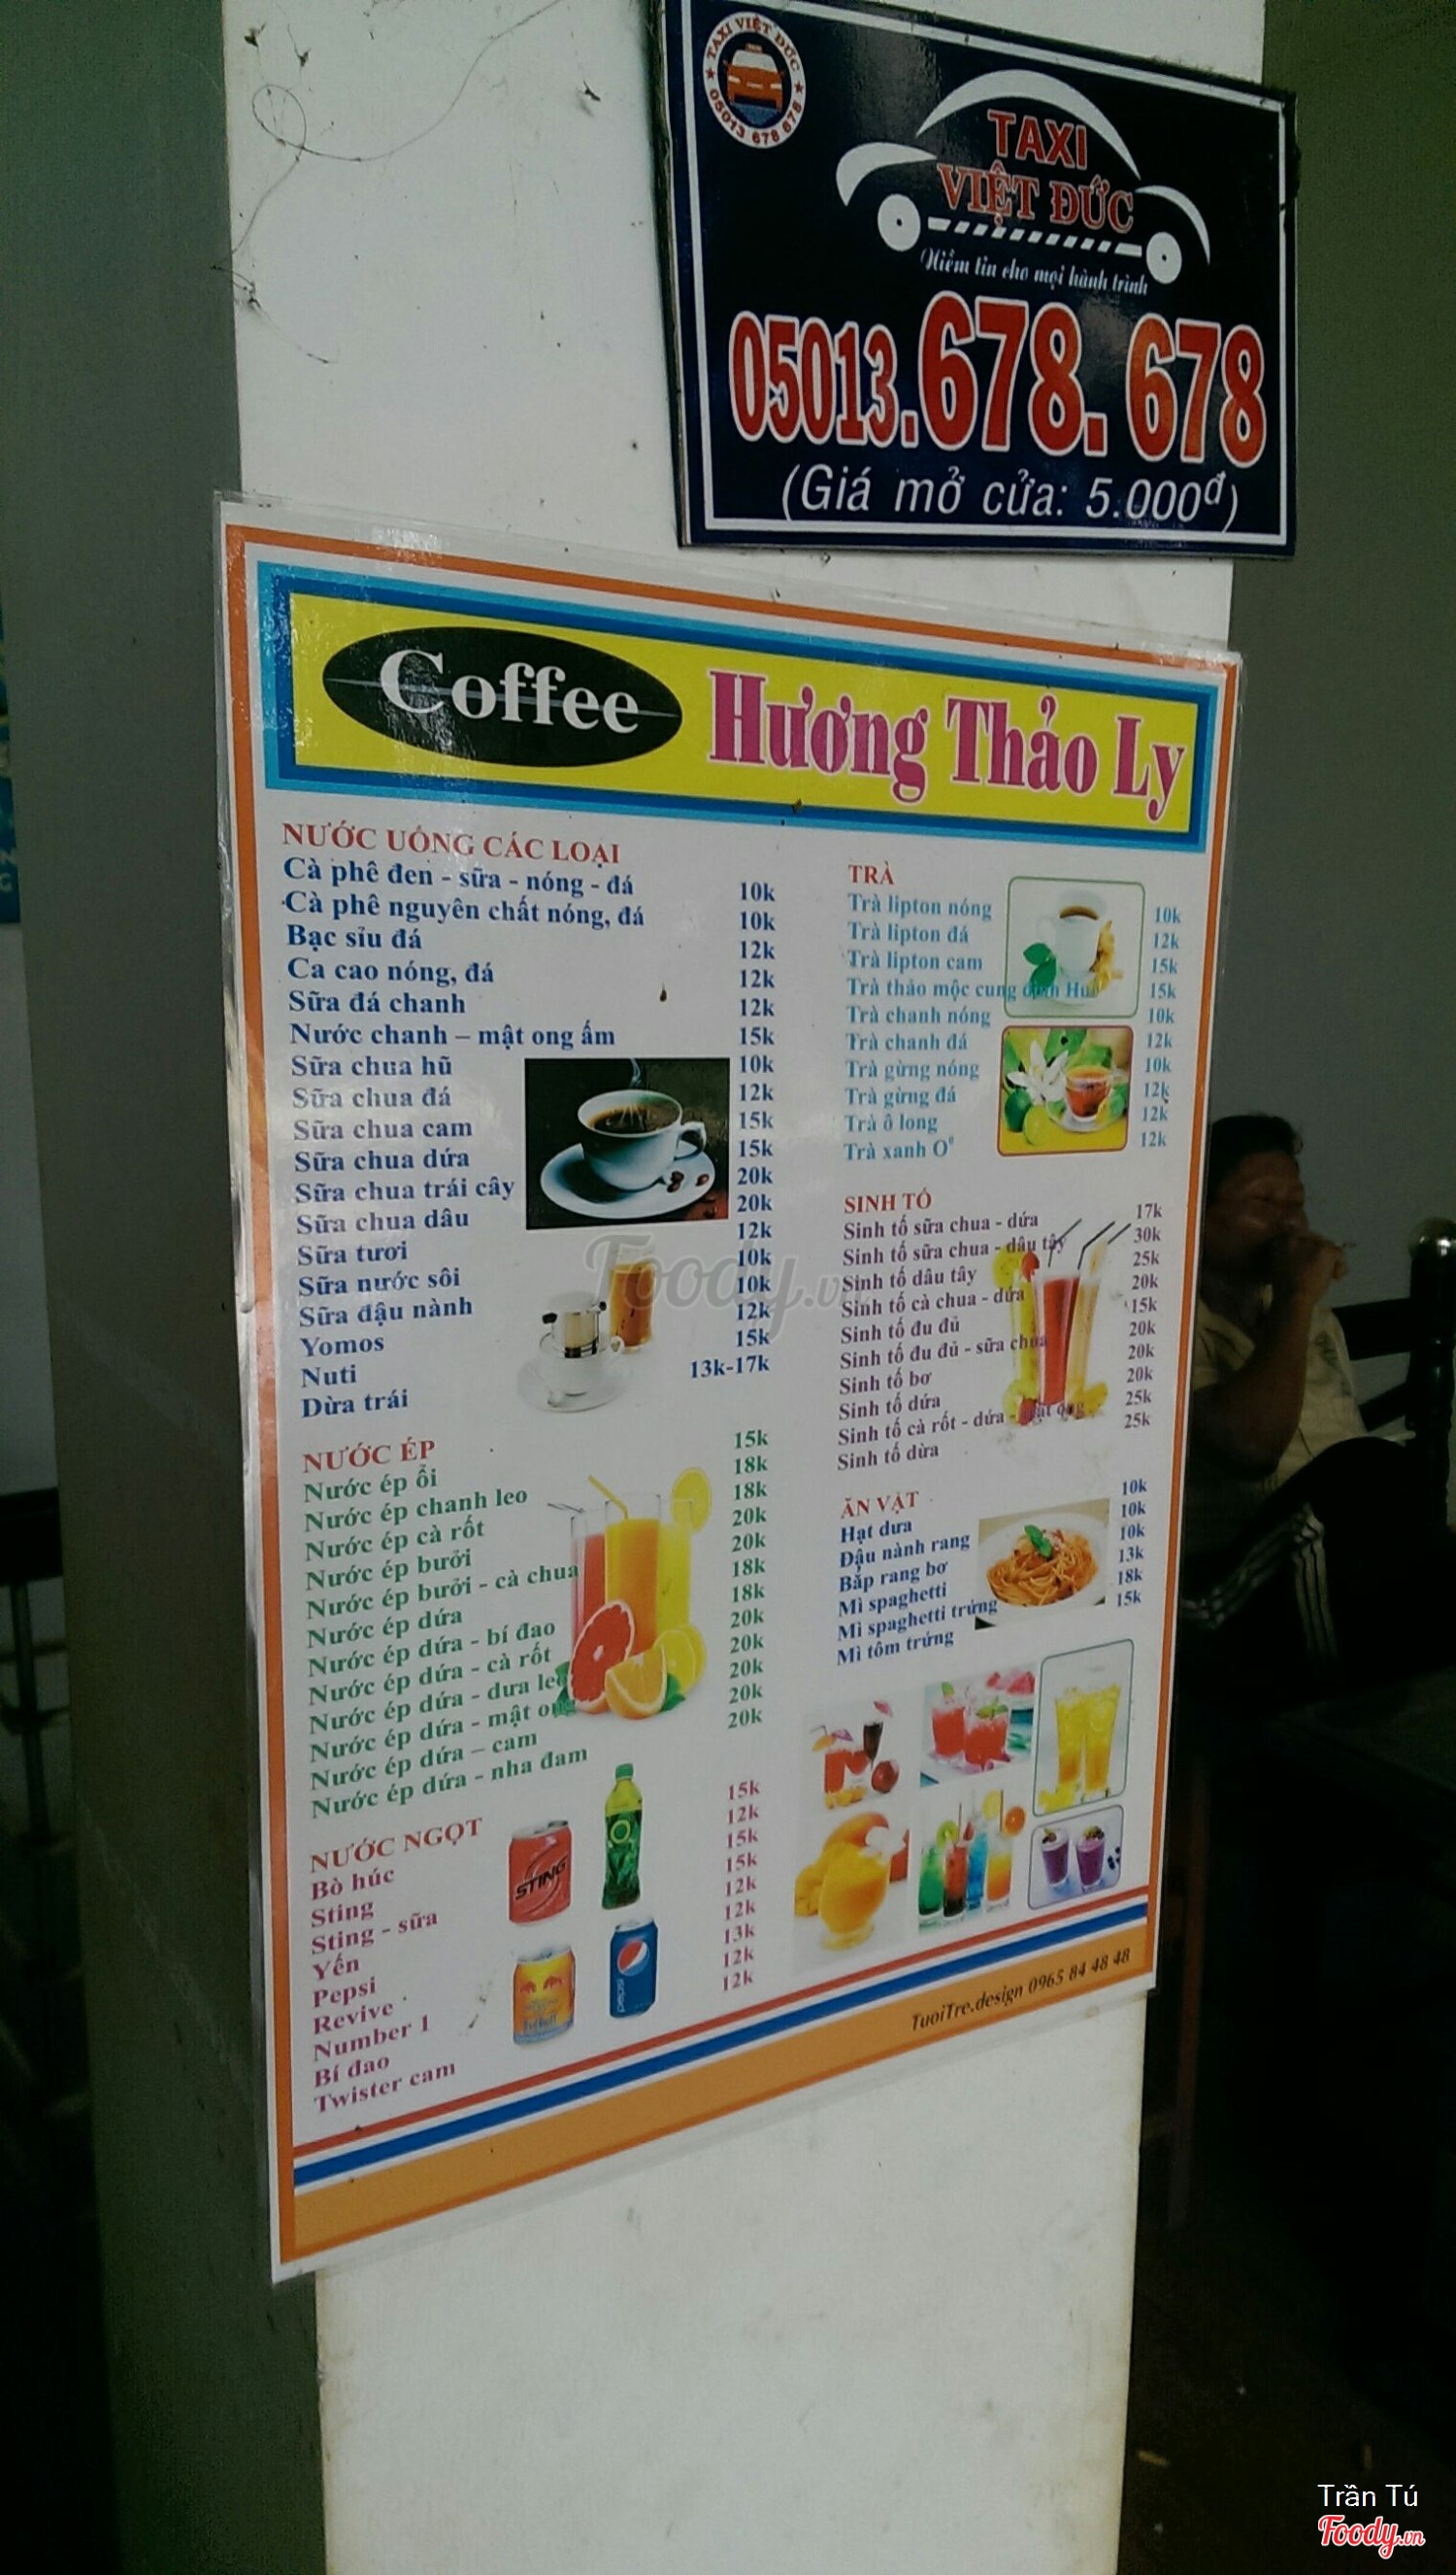 TAXI VIỆT ĐỨC
05013 678 678
TAXI
VIỆT ĐỨC
Niềm tin cho mọi hành trình
05013.678.678
(Giá mở cửa: 5.000đ)
Coffee Hương Thảo Ly
NƯỚC UỐNG CÁC LOẠI
Cà phê đen - sữa - nóng - đá 10k
Cà phê nguyên chất nóng, đá 10k
Bạc sỉu đá 12k
Ca cao nóng, đá 12k
Sữa đá chanh 12k
Nước chanh – mật ong ấm 15k
Sữa chua hũ 10k
Sữa chua đá 12k
Sữa chua cam 15k
Sữa chua dứa 15k
Sữa chua trái cây 20k
Sữa chua dâu 20k
Sữa tươi 12k
Sữa nước sôi 10k
Sữa đậu nành 10k
Yomos 12k
Nuti 15k
Dừa trái 13k-17k
NƯỚC ÉP
Nước ép ổi 15k
Nước ép chanh leo 18k
Nước ép cà rốt 18k
Nước ép bưởi 20k
Nước ép bưởi - cà chua 20k
Nước ép dứa 18k
Nước ép dứa - bí đao 18k
Nước ép dứa - cà rốt 20k
Nước ép dứa - dưa leo 20k
Nước ép dứa - mật ong 20k
Nước ép dứa – cam 20k
Nước ép dứa - nha đam 20k
NƯỚC NGỌT
Bò húc 15k
Sting 12k
Sting - sữa 15k
Yến 15k
Pepsi 12k
Revive 12k
Number 1 13k
Bí đao 12k
Twister cam 12k
STING
pepsi
TRÀ
Trà lipton nóng 10k
Trà lipton đá 12k
Trà lipton cam 15k
Trà thảo mộc cung đình Huế 15k
Trà chanh nóng 10k
Trà chanh đá 12k
Trà gừng nóng 10k
Trà gừng đá 12k
Trà ô long 12k
Trà xanh O° 12k
SINH TỐ
Sinh tố sữa chua - dứa 17k
Sinh tố sữa chua - dâu tây 30k
Sinh tố dâu tây 25k
Sinh tố cà chua - dứa 20k
Sinh tố đu đủ 15k
Sinh tố đu đủ - sữa chua 20k
Sinh tố bơ 20k
Sinh tố dứa 20k
Sinh tố cà rốt - dứa - mật ong 25k
Sinh tố dừa 25k
ĂN VẶT
Hạt dưa 10k
Đậu nành rang 10k
Bắp rang bơ 10k
Mì spaghetti 13k
Mì spaghetti trứng 18k
Mì tôm trứng 15k
TuoiTre.design 0965 84 48 48
Foody.vn
Trần Tú
Foody.vn